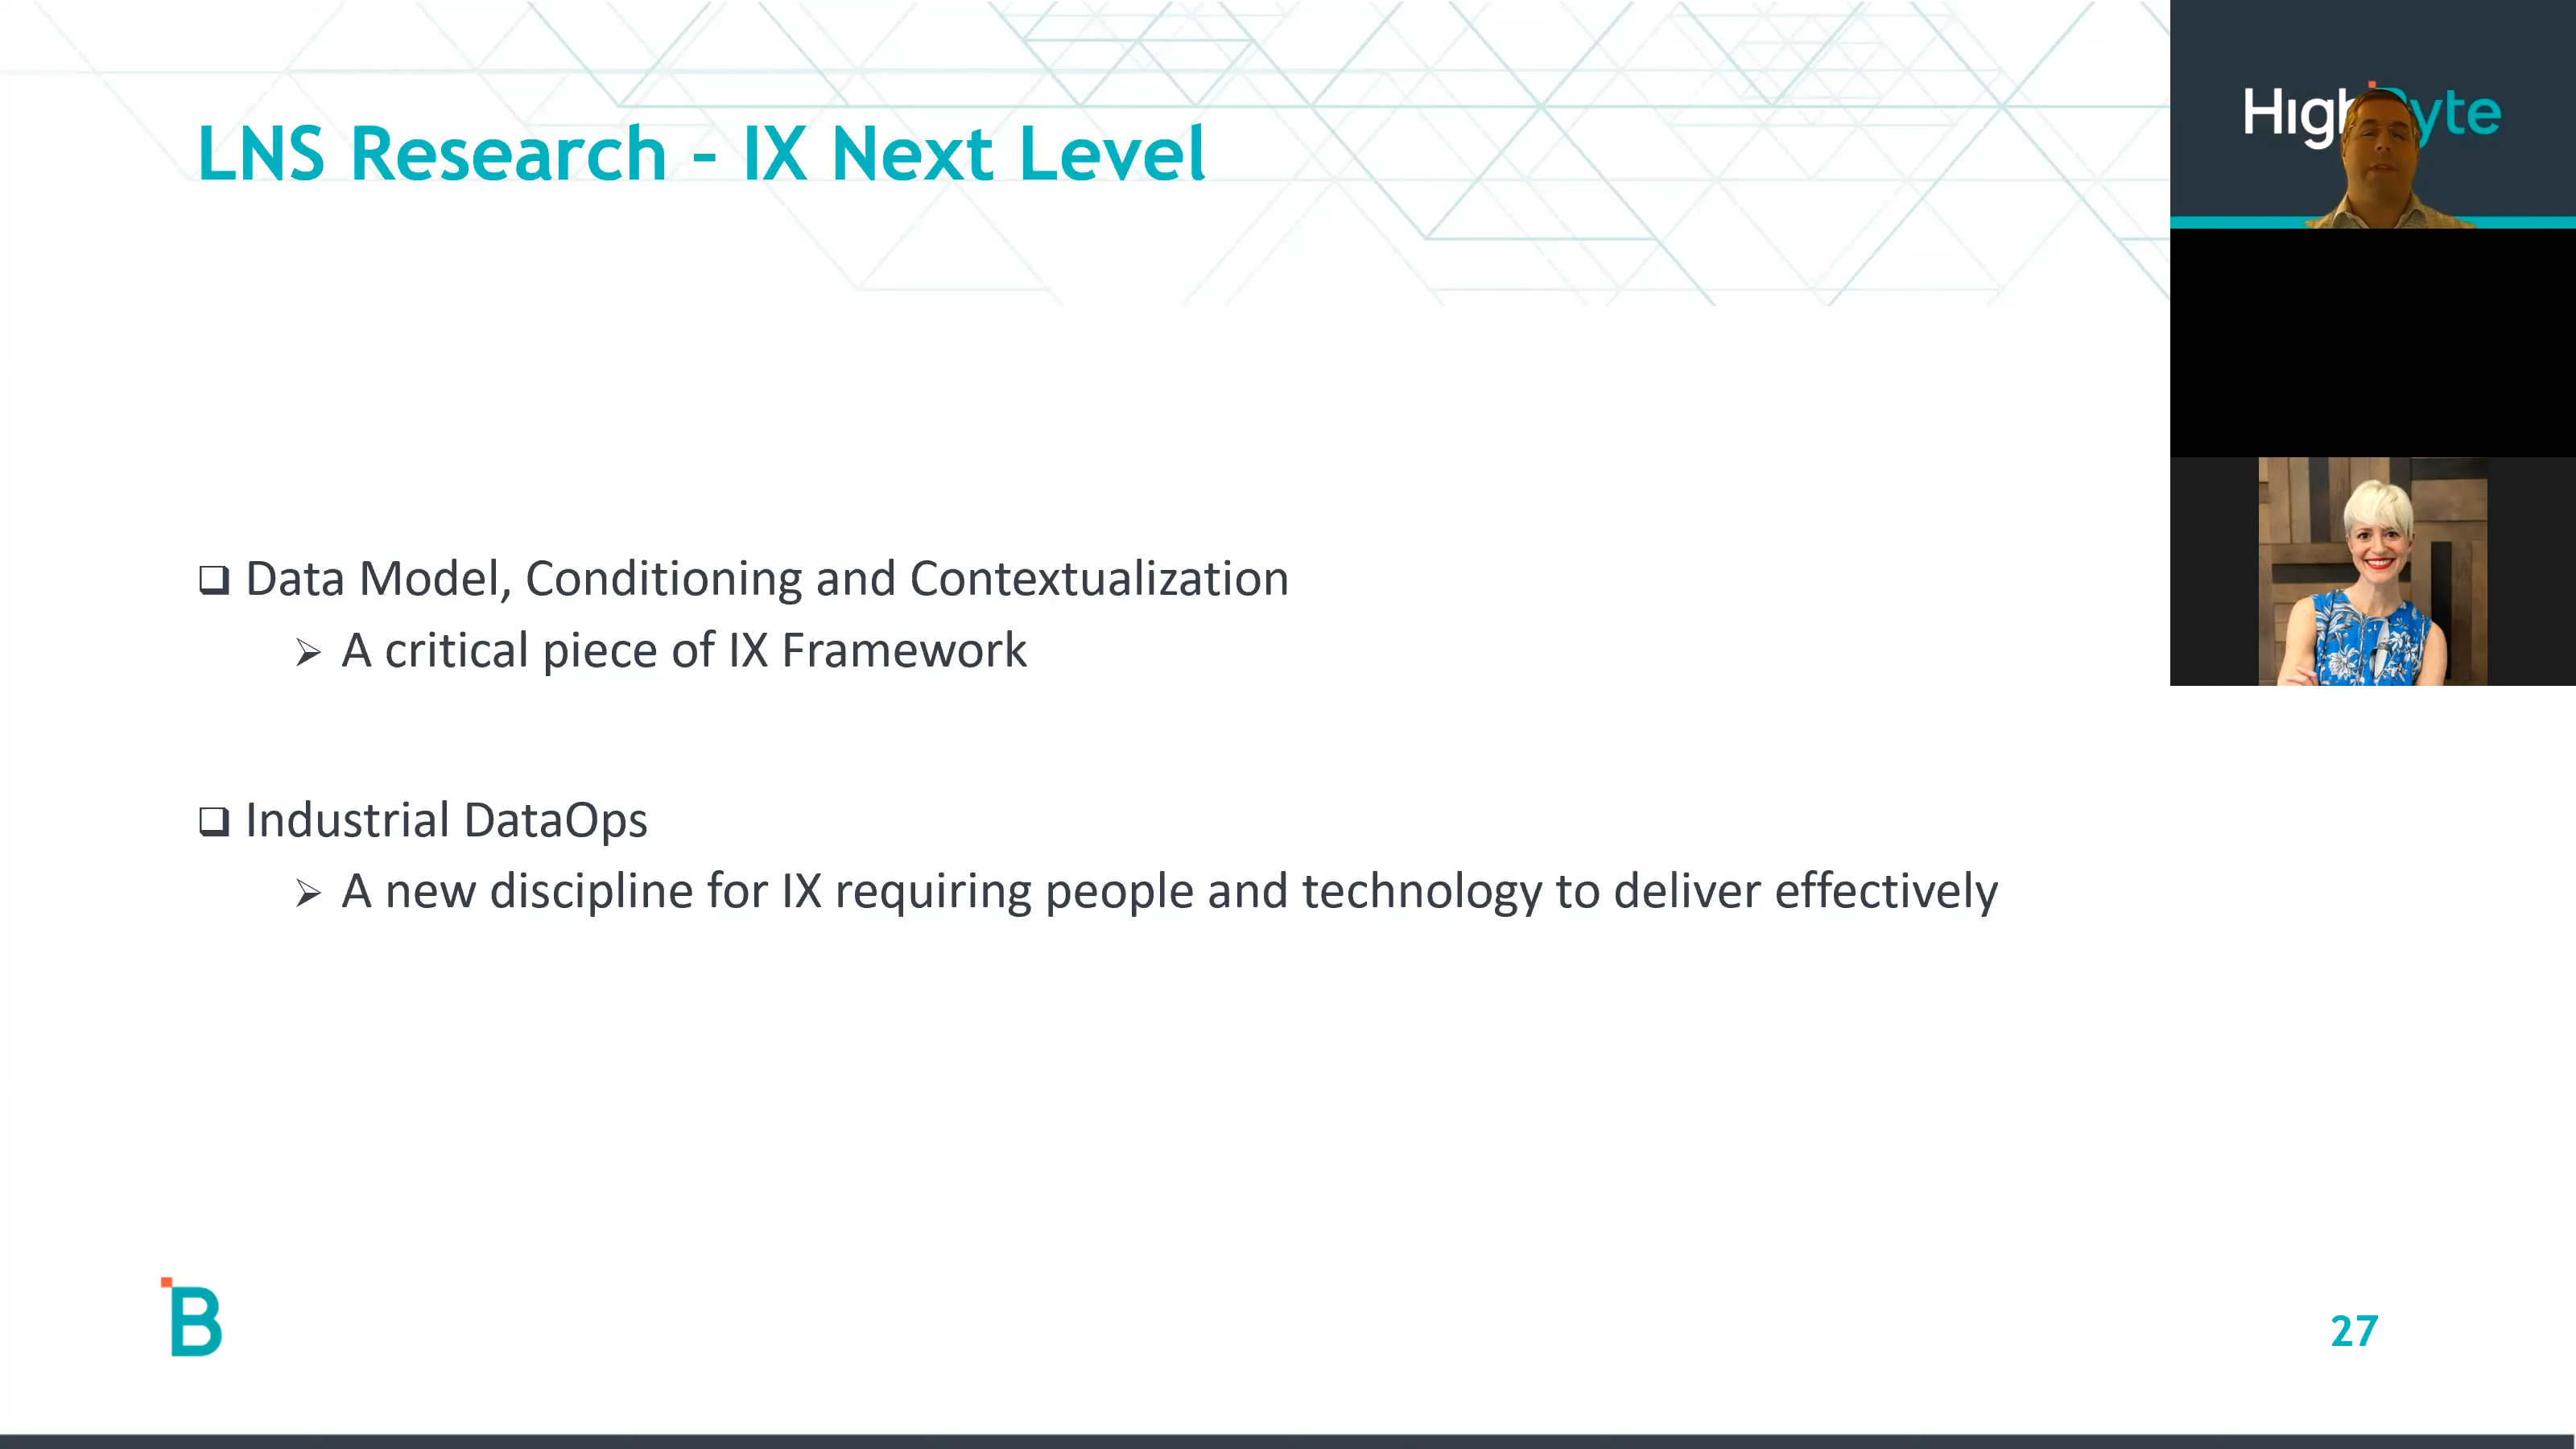 LNS Research - IX Next Level
Data Model, Conditioning and Contextualization
A critical piece of IX Framework
Industrial DataOps
A new discipline for IX requiring people and technology to deliver effectively
B
27